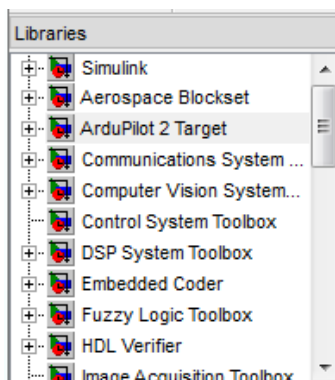 Libraries
Simulink
Aerospace Blockset
ArduPilot 2 Target
Communications System ...
Computer Vision System...
Control System Toolbox
DSP System Toolbox
Embedded Coder
Fuzzy Logic Toolbox
HDL Verifier
Image Acquisition Toolbox